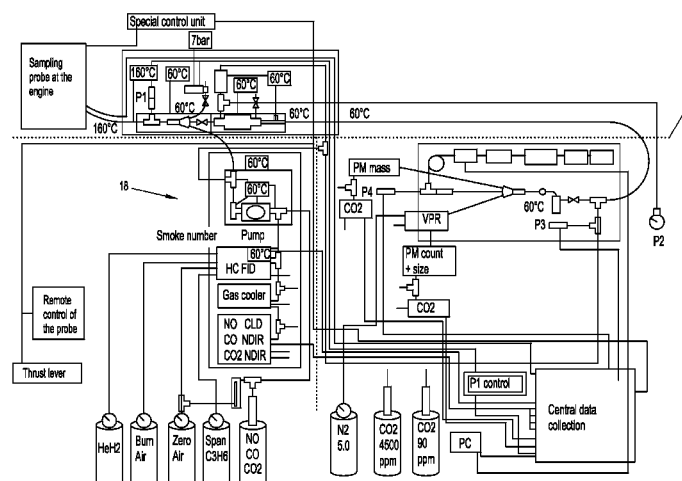 Special control unit
7bar
Sampling
probe at the
engine
160°C
60°C
60°C
60°C
60°C
P1
60°C
160°C
60°C
60°C
60°C
18
60°C
PM mass
P4
CO2
VPR
60°C
P3
P2
Smoke number
Pump
60°C
HC FID
PM count
+ size
Gas cooler
CO2
NO CLD
CO NDIR
CO2 NDIR
Remote
control of
the probe
Thrust lever
P1 control
Central data
collection
PC
HeH2
Burn
Air
Zero
Air
Span
C3H6
NO
CO
CO2
N2
5.0
CO2
4500
ppm
CO2
90
ppm